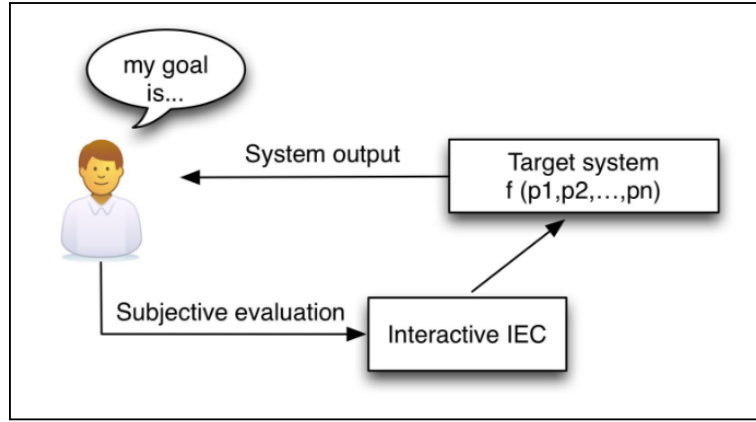 my goal
is...
System output
Target system
f (p1,p2,...,pn)
Subjective evaluation
Interactive IEC